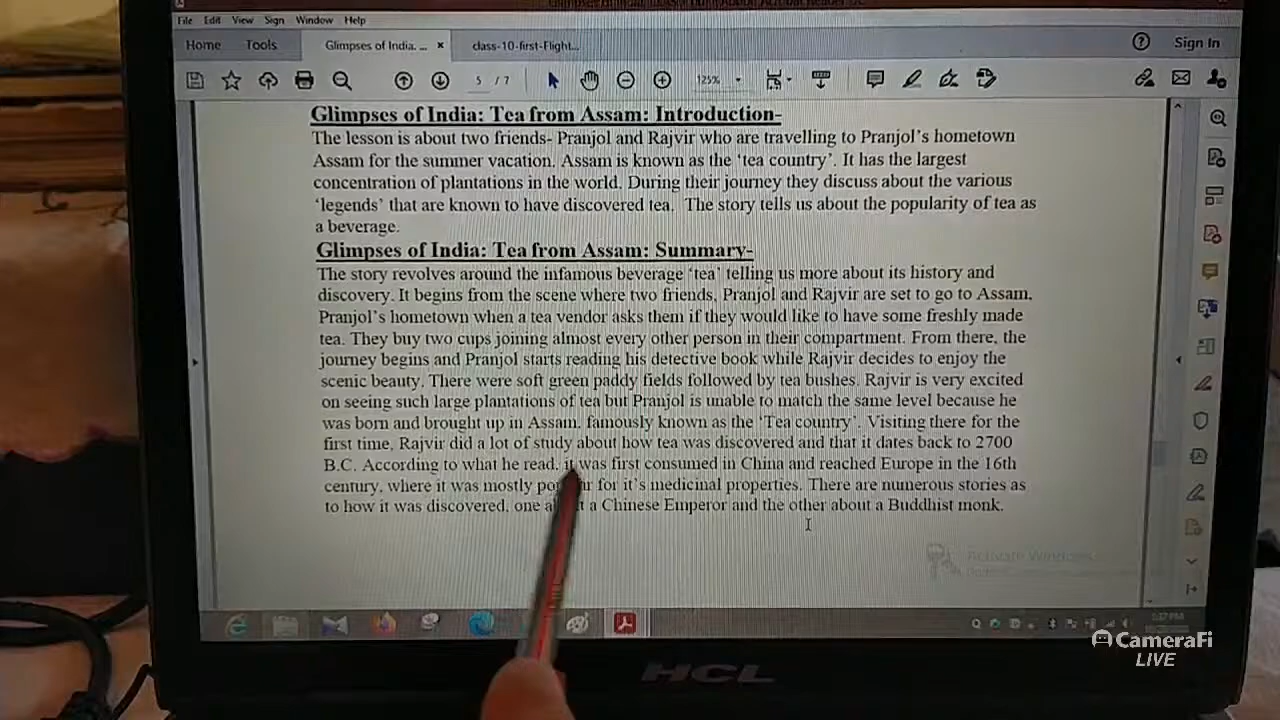 File Edit View Sign Window Help
Home Tools Glimpses of India. ... × class-10-first-Flight... Sign In
5 / 7 125%
Glimpses of India: Tea from Assam: Introduction-
The lesson is about two friends- Pranjol and Rajvir who are travelling to Pranjol's hometown
Assam for the summer vacation. Assam is known as the 'tea country'. It has the largest
concentration of plantations in the world. During their journey they discuss about the various
'legends' that are known to have discovered tea. The story tells us about the popularity of tea as
a beverage.
Glimpses of India: Tea from Assam: Summary-
The story revolves around the infamous beverage 'tea' telling us more about its history and
discovery. It begins from the scene where two friends, Pranjol and Rajvir are set to go to Assam,
Pranjol's hometown when a tea vendor asks them if they would like to have some freshly made
tea. They buy two cups joining almost every other person in their compartment. From there, the
journey begins and Pranjol starts reading his detective book while Rajvir decides to enjoy the
scenic beauty. There were soft green paddy fields followed by tea bushes. Rajvir is very excited
on seeing such large plantations of tea but Pranjol is unable to match the same level because he
was born and brought up in Assam, famously known as the 'Tea country'. Visiting there for the
first time, Rajvir did a lot of study about how tea was discovered and that it dates back to 2700
B.C. According to what he read, it was first consumed in China and reached Europe in the 16th
century, where it was mostly for it's medicinal properties. There are numerous stories as
to how it was discovered, one a Chinese Emperor and the other about a Buddhist monk.
Activate Windows
CameraFi
LIVE
HCL